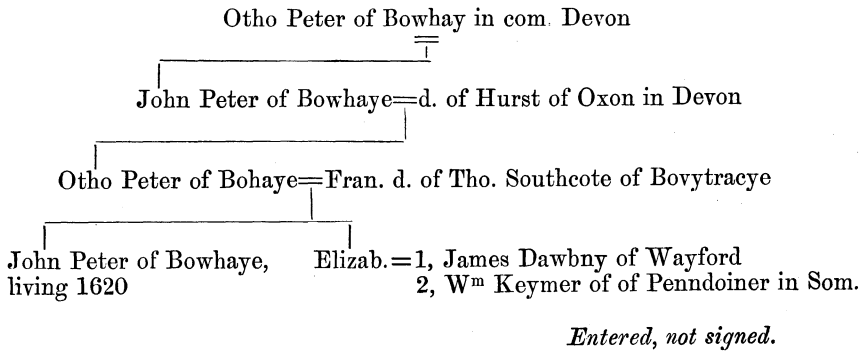 Otho Peter of Bowhay in com. Devon
John Peter of Bowhaye=d. of Hurst of Oxon in Devon
Otho Peter of Bohaye=Fran. d. of Tho. Southcote of Bovytracye
John Peter of Bowhaye,
living 1620
Elizab.=1, James Dawbny of Wayford
2, Wᵐ Keymer of of Penndoiner in Som.
Entered, not signed.